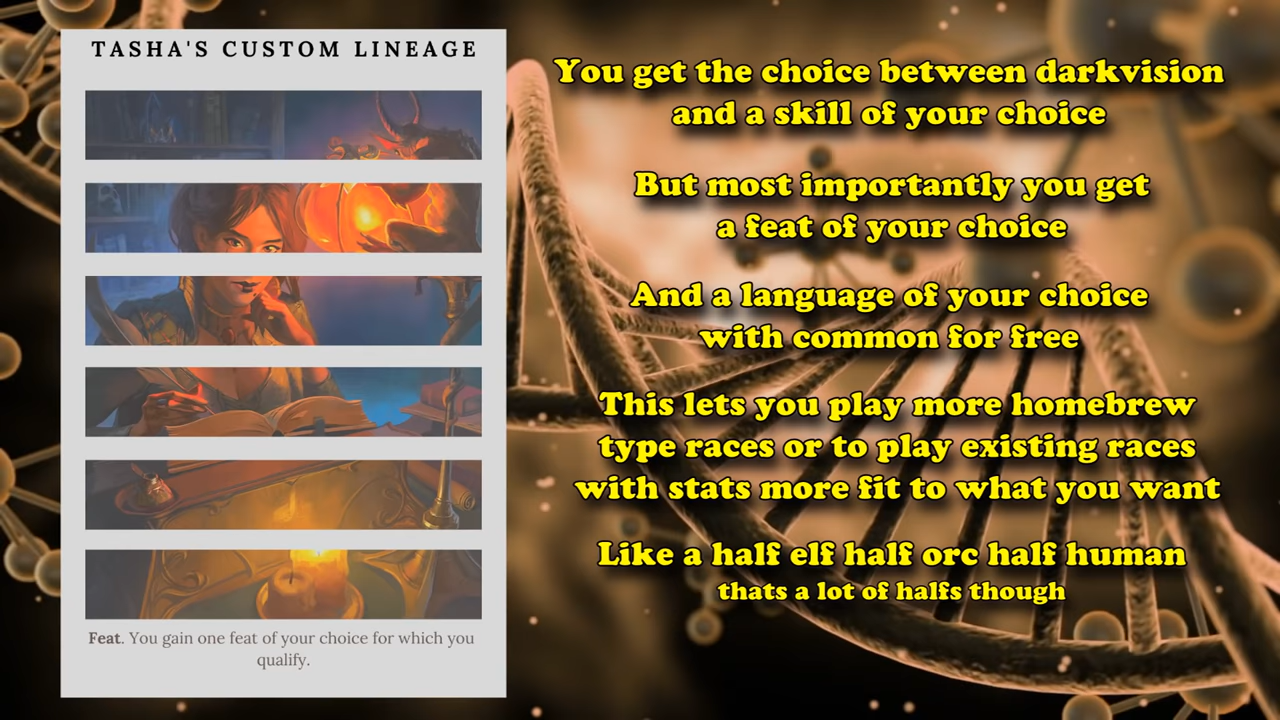 TASHA'S CUSTOM LINEAGE
Feat. You gain one feat of your choice for which you
qualify.
You get the choice between darkvision
and a skill of your choice
But most importantly you get
a feat of your choice
And a language of your choice
with common for free
This lets you play more homebrew
type races or to play existing races
with stats more fit to what you want
Like a half elf half orc half human
thats a lot of halfs though